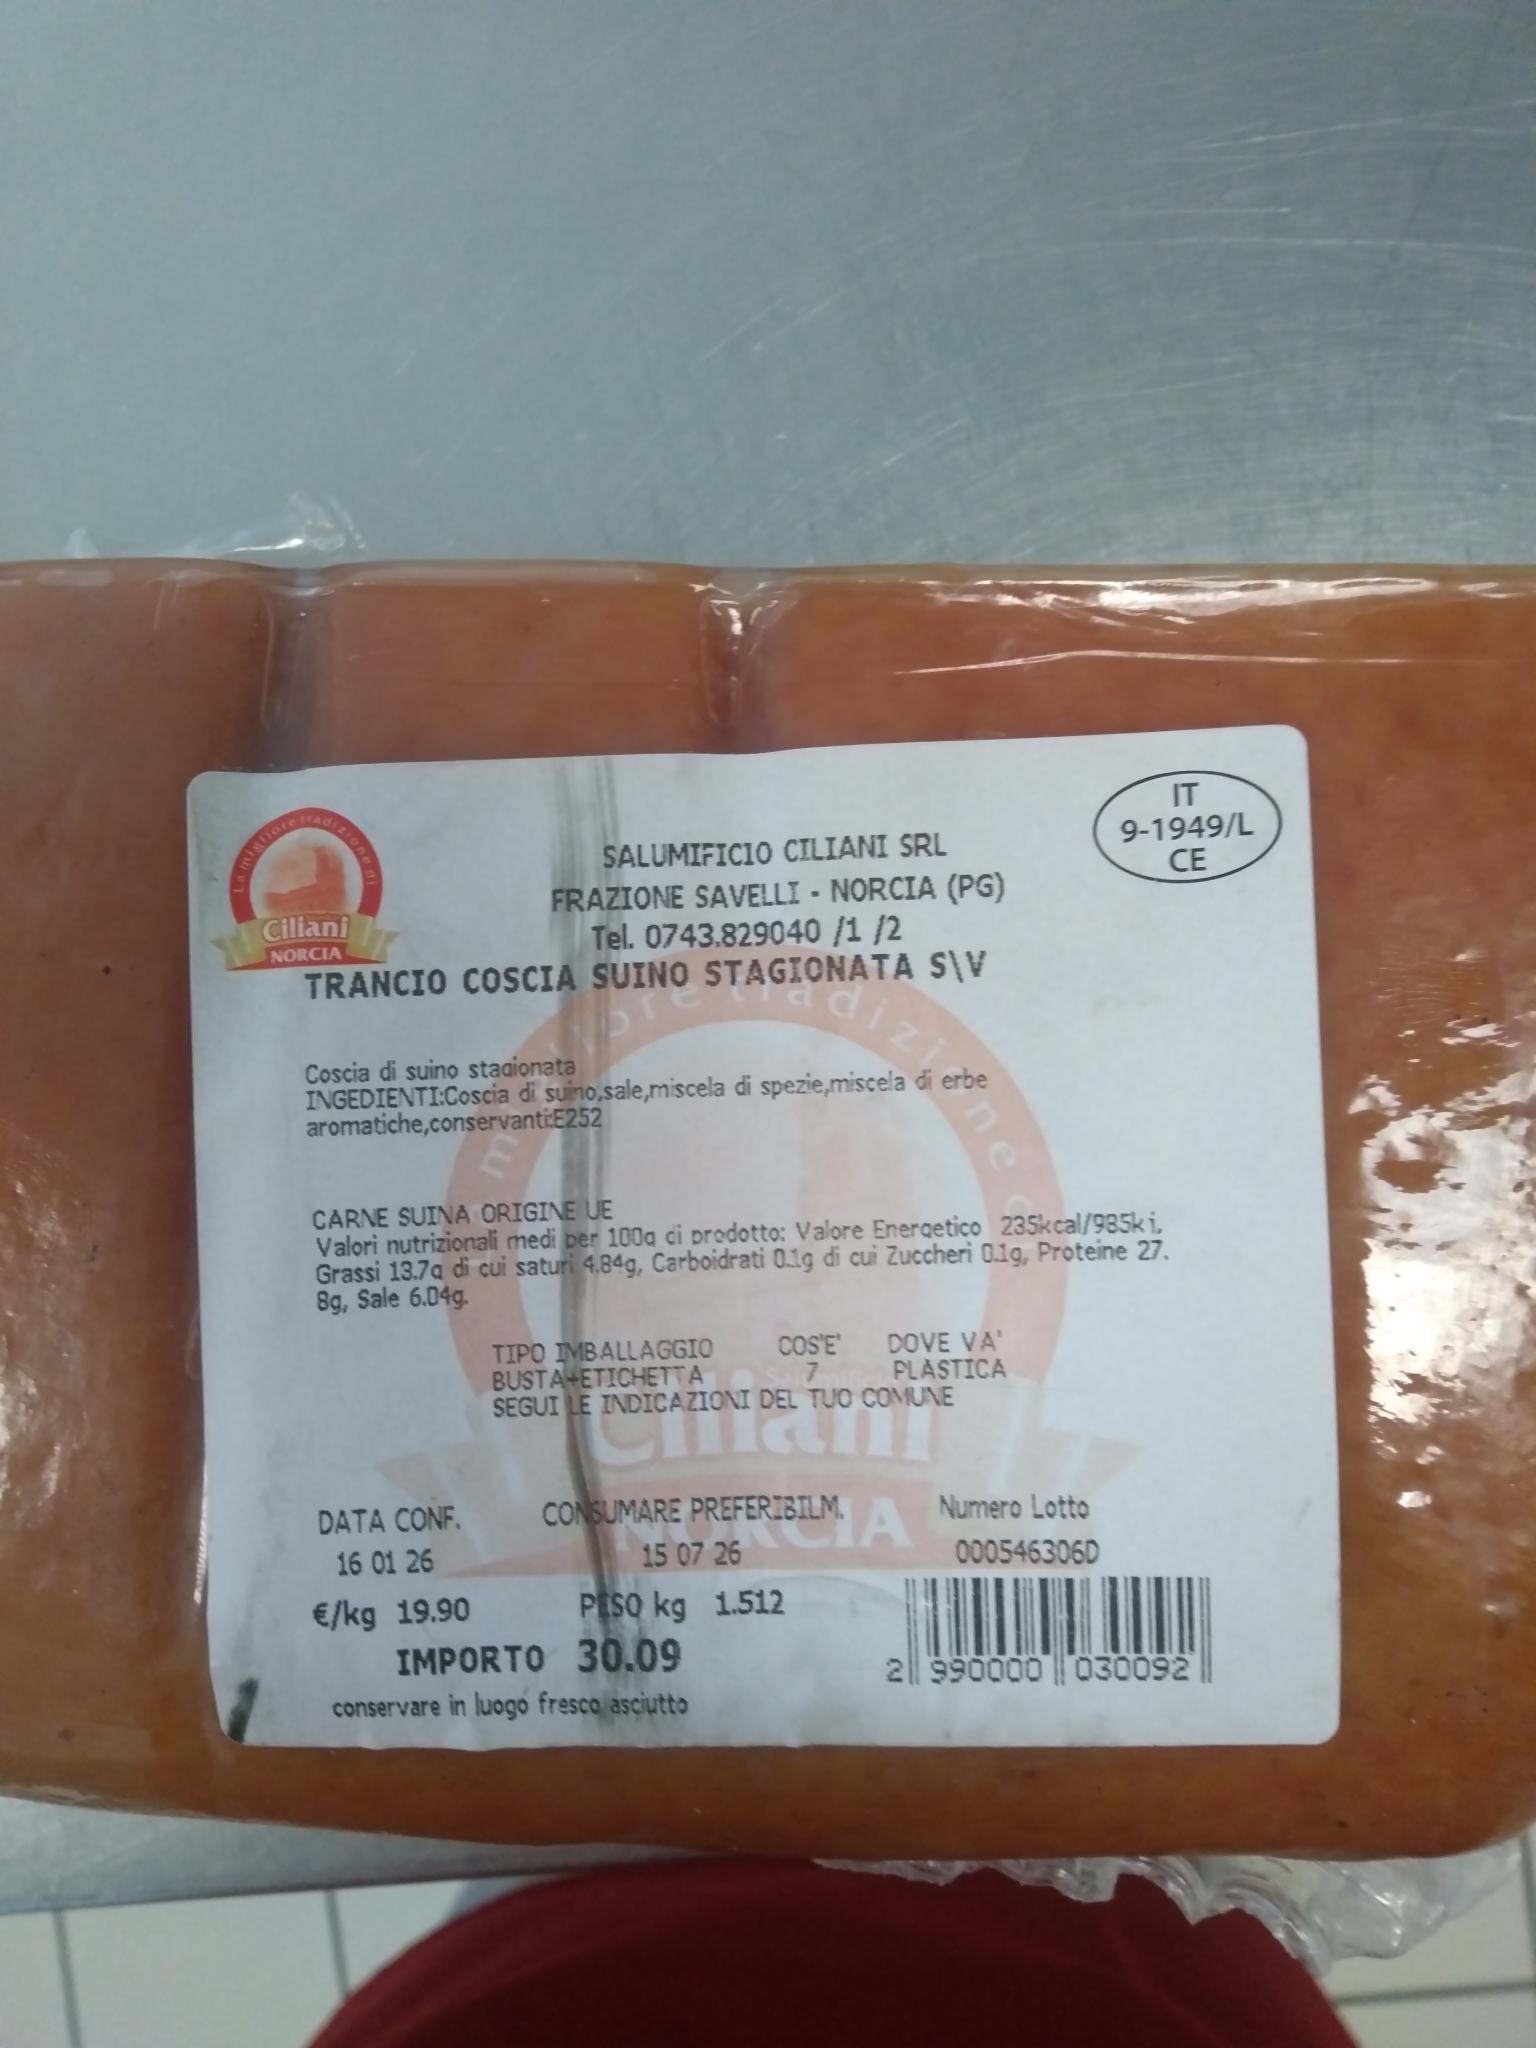 La migliore tradizione di
Ciliani
NORCIA
IT
9-1949/L
CE
SALUMIFICIO CILIANI SRL
FRAZIONE SAVELLI - NORCIA (PG)
Tel. 0743.829040 /1 /2
TRANCIO COSCIA SUINO STAGIONATA S\V
Coscia di suino stagionata
INGEDIENTI:Coscia di suino,sale,miscela di spezie,miscela di erbe
aromatiche,conservanti:E252
CARNE SUINA ORIGINE UE
Valori nutrizionali medi per 100g di prodotto: Valore Energetico 235kcal/985kj,
Grassi 13.7g di cui saturi 4.84g, Carboidrati 0.1g di cui Zuccheri 0.1g, Proteine 27.
8g, Sale 6.04g.
TIPO IMBALLAGGIO COS'E' DOVE VA'
BUSTA+ETICHETTA 7 PLASTICA
SEGUI LE INDICAZIONI DEL TUO COMUNE
migliore tradizione
Ciliani
NORCIA
DATA CONF. CONSUMARE PREFERIBILM. Numero Lotto
16 01 26 15 07 26 000546306D
€/kg 19.90 PESO kg 1.512
IMPORTO 30.09
2 990000 030092
conservare in luogo fresco asciutto